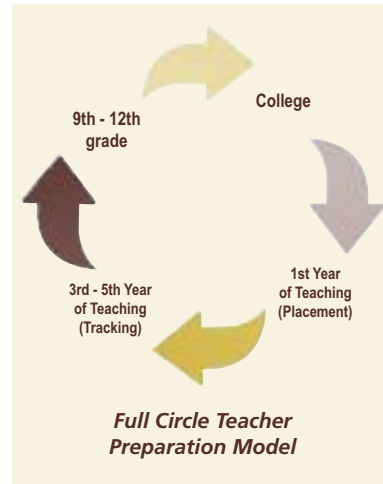 9th - 12th
grade
College
1st Year
of Teaching
(Placement)
3rd - 5th Year
of Teaching
(Tracking)
Full Circle Teacher
Preparation Model